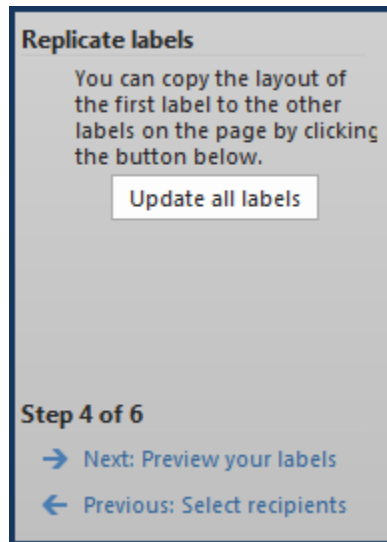 Replicate labels
You can copy the layout of
the first label to the other
labels on the page by clicking
the button below.
Update all labels
Step 4 of 6
Next: Preview your labels
Previous: Select recipients